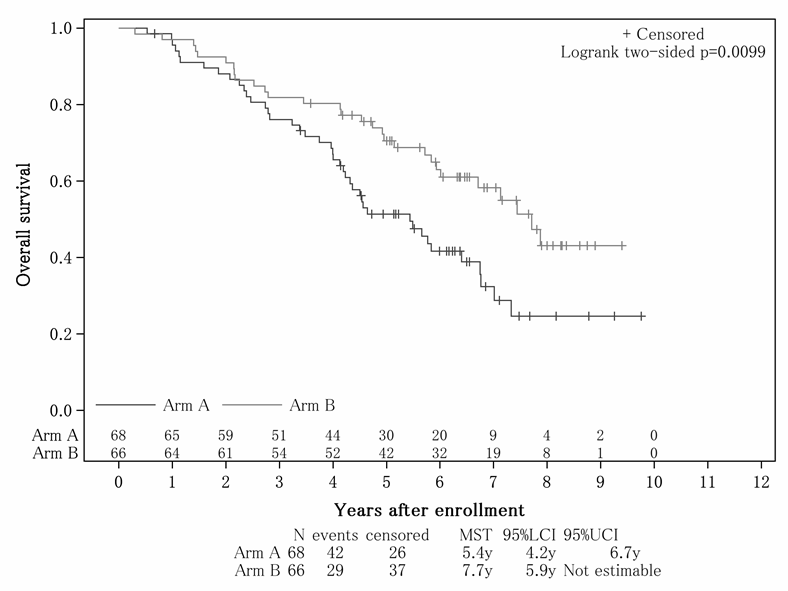 + Censored
Logrank two-sided p=0.0099
Overall survival
1.0
0.8
0.6
0.4
0.2
0.0
Arm A Arm B
Arm A 68 65 59 51 44 30 20 9 4 2 0
Arm B 66 64 61 54 52 42 32 19 8 1 0
0 1 2 3 4 5 6 7 8 9 10 11 12
Years after enrollment
N events censored MST 95%LCI 95%UCI
Arm A 68 42 26 5.4y 4.2y 6.7y
Arm B 66 29 37 7.7y 5.9y Not estimable